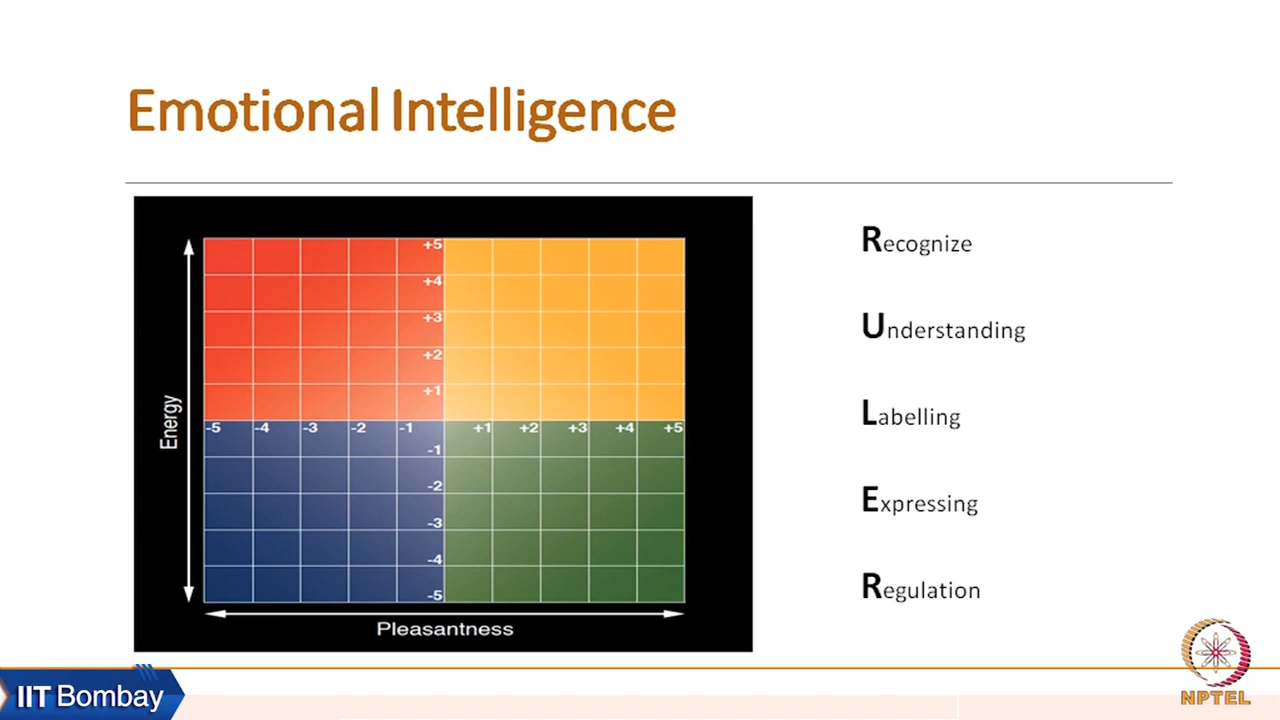 Emotional Intelligence
Energy
+5
+4
+3
+2
+1
-5 -4 -3 -2 -1 +1 +2 +3 +4 +5
-1
-2
-3
-4
-5
Pleasantness
Recognize
Understanding
Labelling
Expressing
Regulation
IIT Bombay
NPTEL